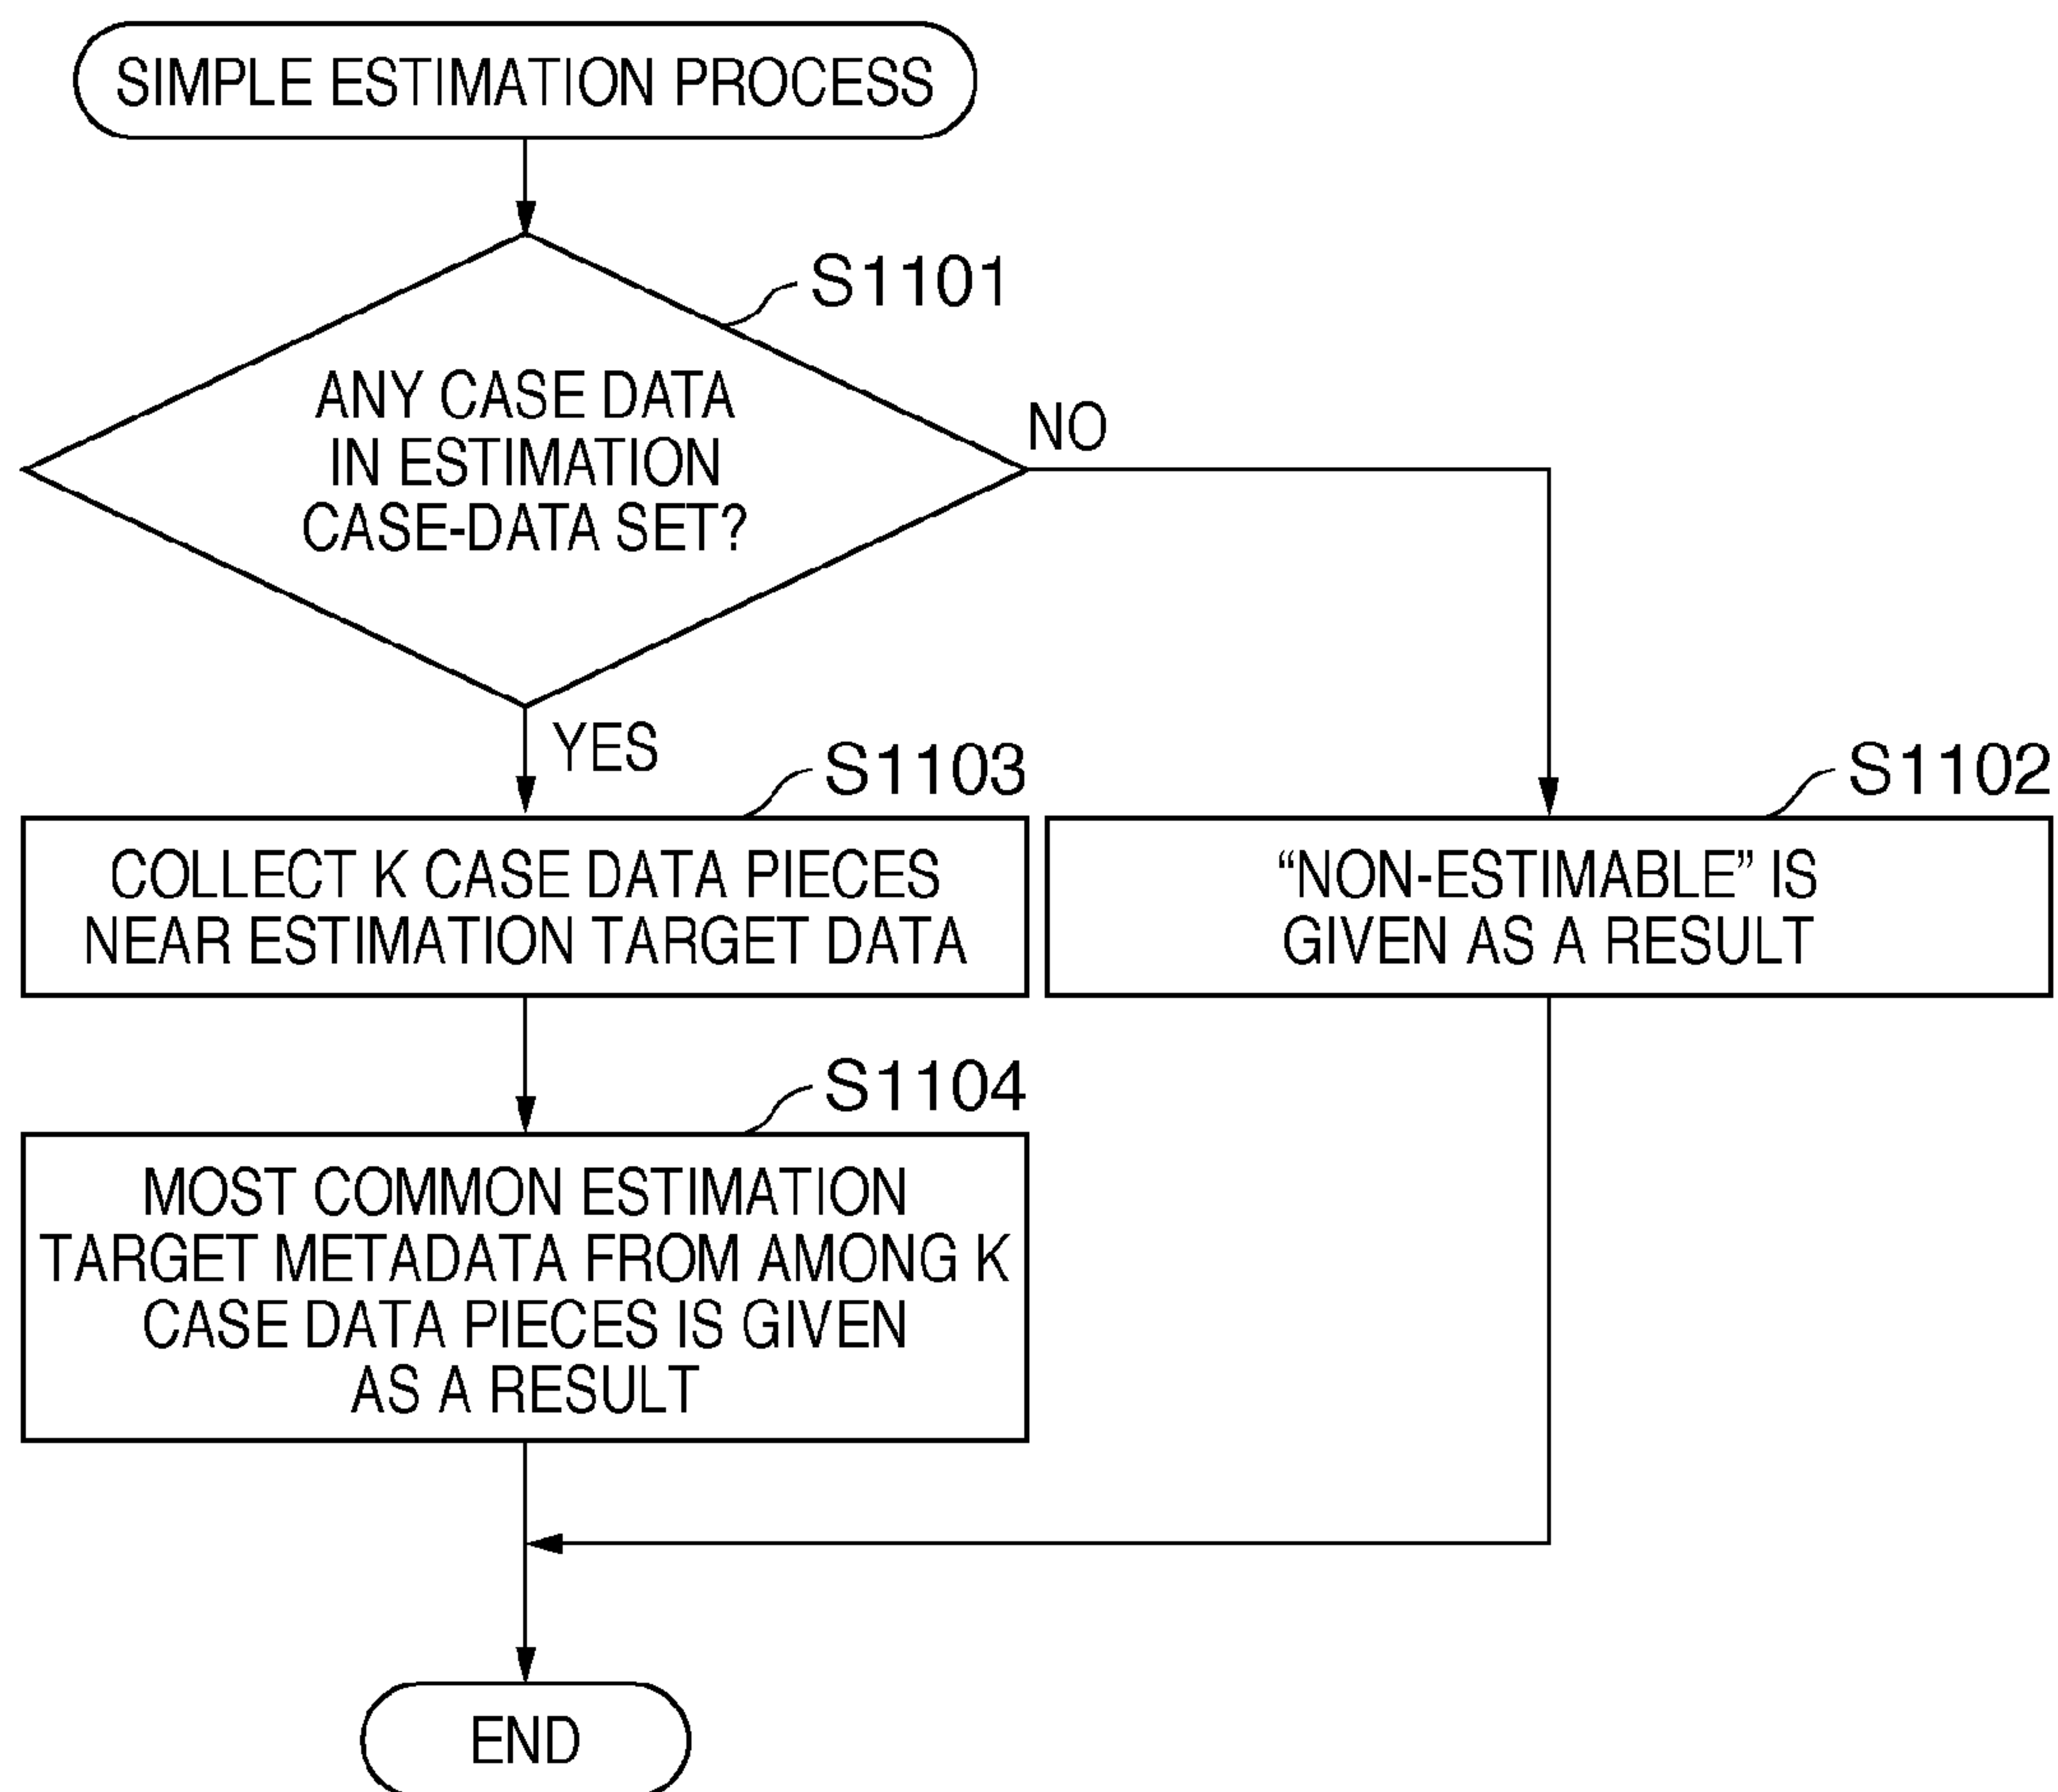 SIMPLE ESTIMATION PROCESS
S1101
ANY CASE DATA
IN ESTIMATION
CASE-DATA SET?
NO
YES
S1103
COLLECT K CASE DATA PIECES
NEAR ESTIMATION TARGET DATA
S1102
“NON-ESTIMABLE” IS
GIVEN AS A RESULT
S1104
MOST COMMON ESTIMATION
TARGET METADATA FROM AMONG K
CASE DATA PIECES IS GIVEN
AS A RESULT
END